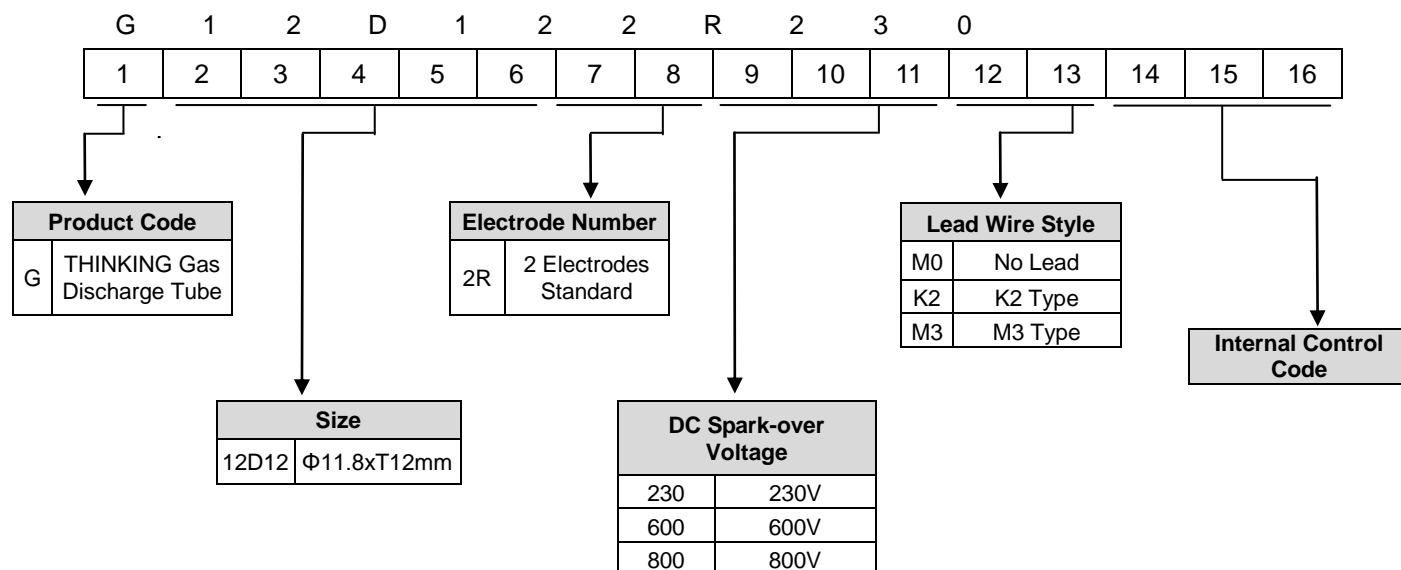 G 1 2 D 1 2 2 R 2 3 0
1 2 3 4 5 6 7 8 9 10 11 12 13 14 15 16
Product Code
G THINKING Gas
Discharge Tube
Electrode Number
2R 2 Electrodes
Standard
Lead Wire Style
M0 No Lead
K2 K2 Type
M3 M3 Type
Internal Control
Code
Size
12D12 Φ11.8xT12mm
DC Spark-over
Voltage
230 230V
600 600V
800 800V